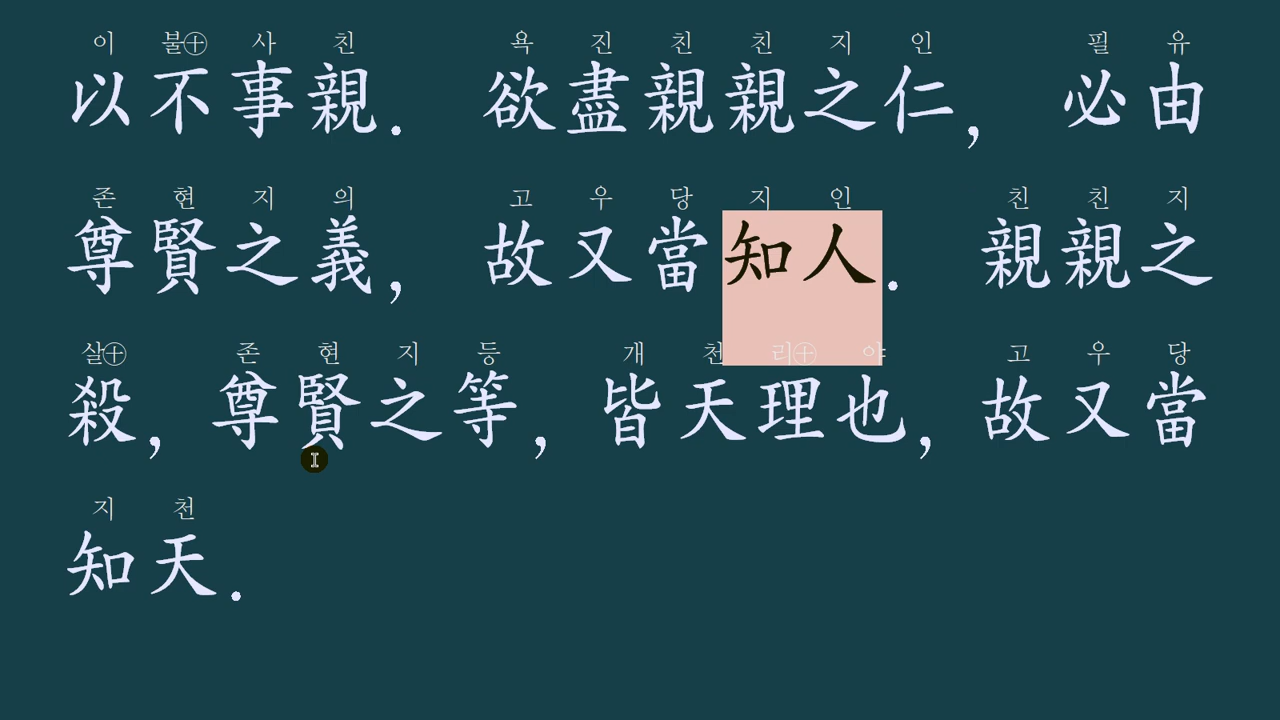 이 불㊉ 사 친 욕 진 친 친 지 인 필 유
以不事親. 欲盡親親之仁, 必由
존 현 지 의 고 우 당 지 인 친 친 지
尊賢之義, 故又當知人. 親親之
살㊉ 존 현 지 등 개 천 리㊉ 야 고 우 당
殺, 尊賢之等, 皆天理也, 故又當
지 천
知天.